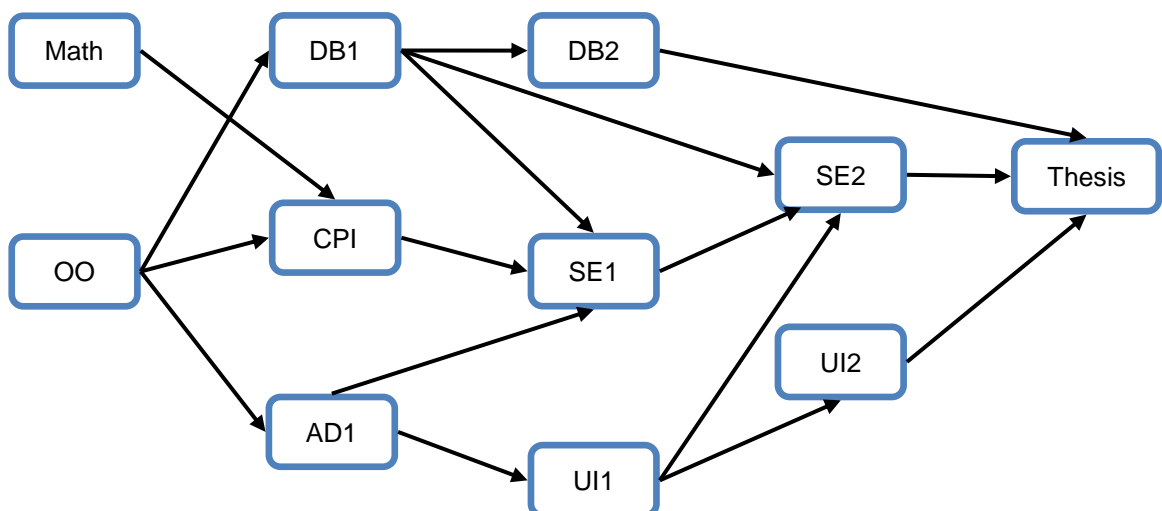 Math
DB1
DB2
SE2
Thesis
OO
CPI
SE1
UI2
AD1
UI1